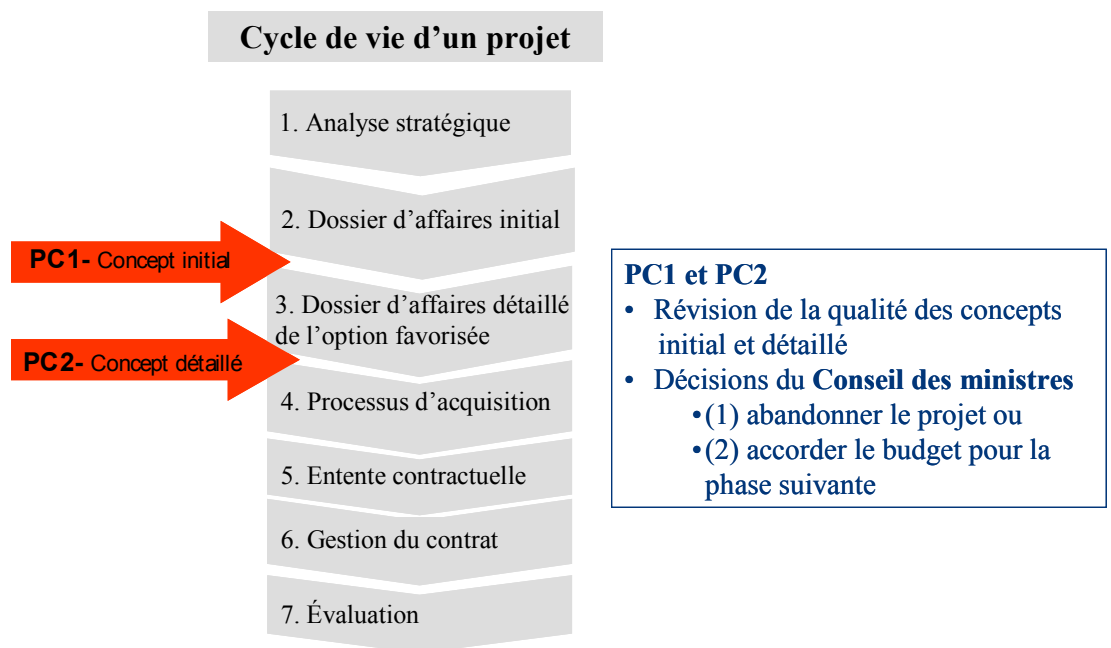 Cycle de vie d’un projet
1. Analyse stratégique
2. Dossier d’affaires initial
PC1- Concept initial
3. Dossier d’affaires détaillé
de l’option favorisée
PC2- Concept détaillé
4. Processus d’acquisition
5. Entente contractuelle
6. Gestion du contrat
7. Évaluation
PC1 et PC2
• Révision de la qualité des concepts
initial et détaillé
• Décisions du Conseil des ministres
•(1) abandonner le projet ou
•(2) accorder le budget pour la
phase suivante